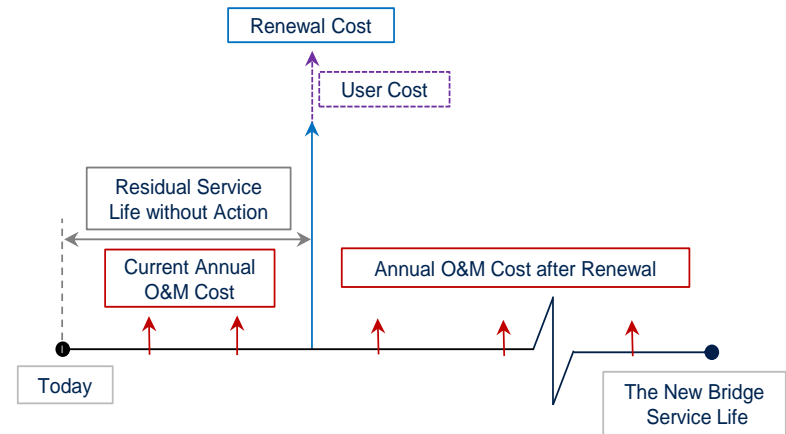 Renewal Cost
User Cost
Residual Service
Life without Action
Current Annual
O&M Cost
Annual O&M Cost after Renewal
Today
The New Bridge
Service Life